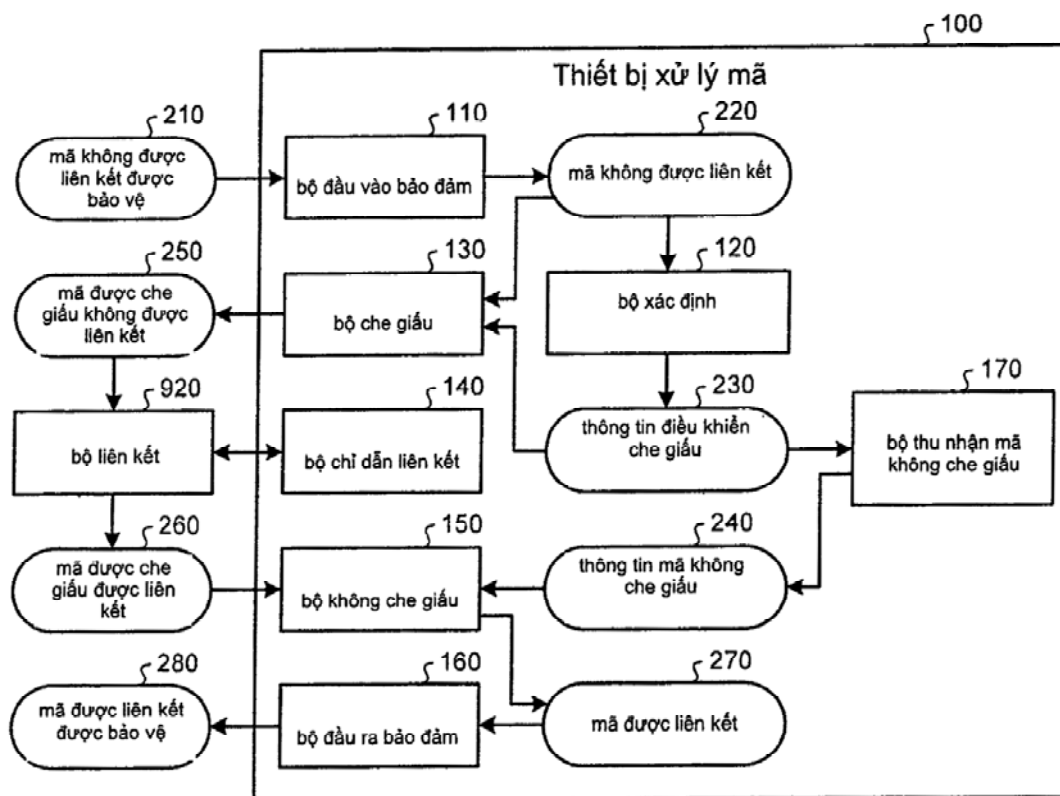 100
Thiết bị xử lý mã
210
mã không được
liên kết được
bảo vệ
110
bộ đầu vào bảo đảm
220
mã không được liên kết
250
mã được che
giấu không được
liên kết
130
bộ che giấu
120
bộ xác định
920
bộ liên kết
140
bộ chỉ dẫn liên kết
230
thông tin điều khiển
che giấu
170
bộ thu nhận mã
không che giấu
260
mã được che
giấu được liên
kết
150
bộ không che giấu
240
thông tin mã không
che giấu
280
mã được liên kết
được bảo vệ
160
bộ đầu ra bảo đảm
270
mã được liên kết